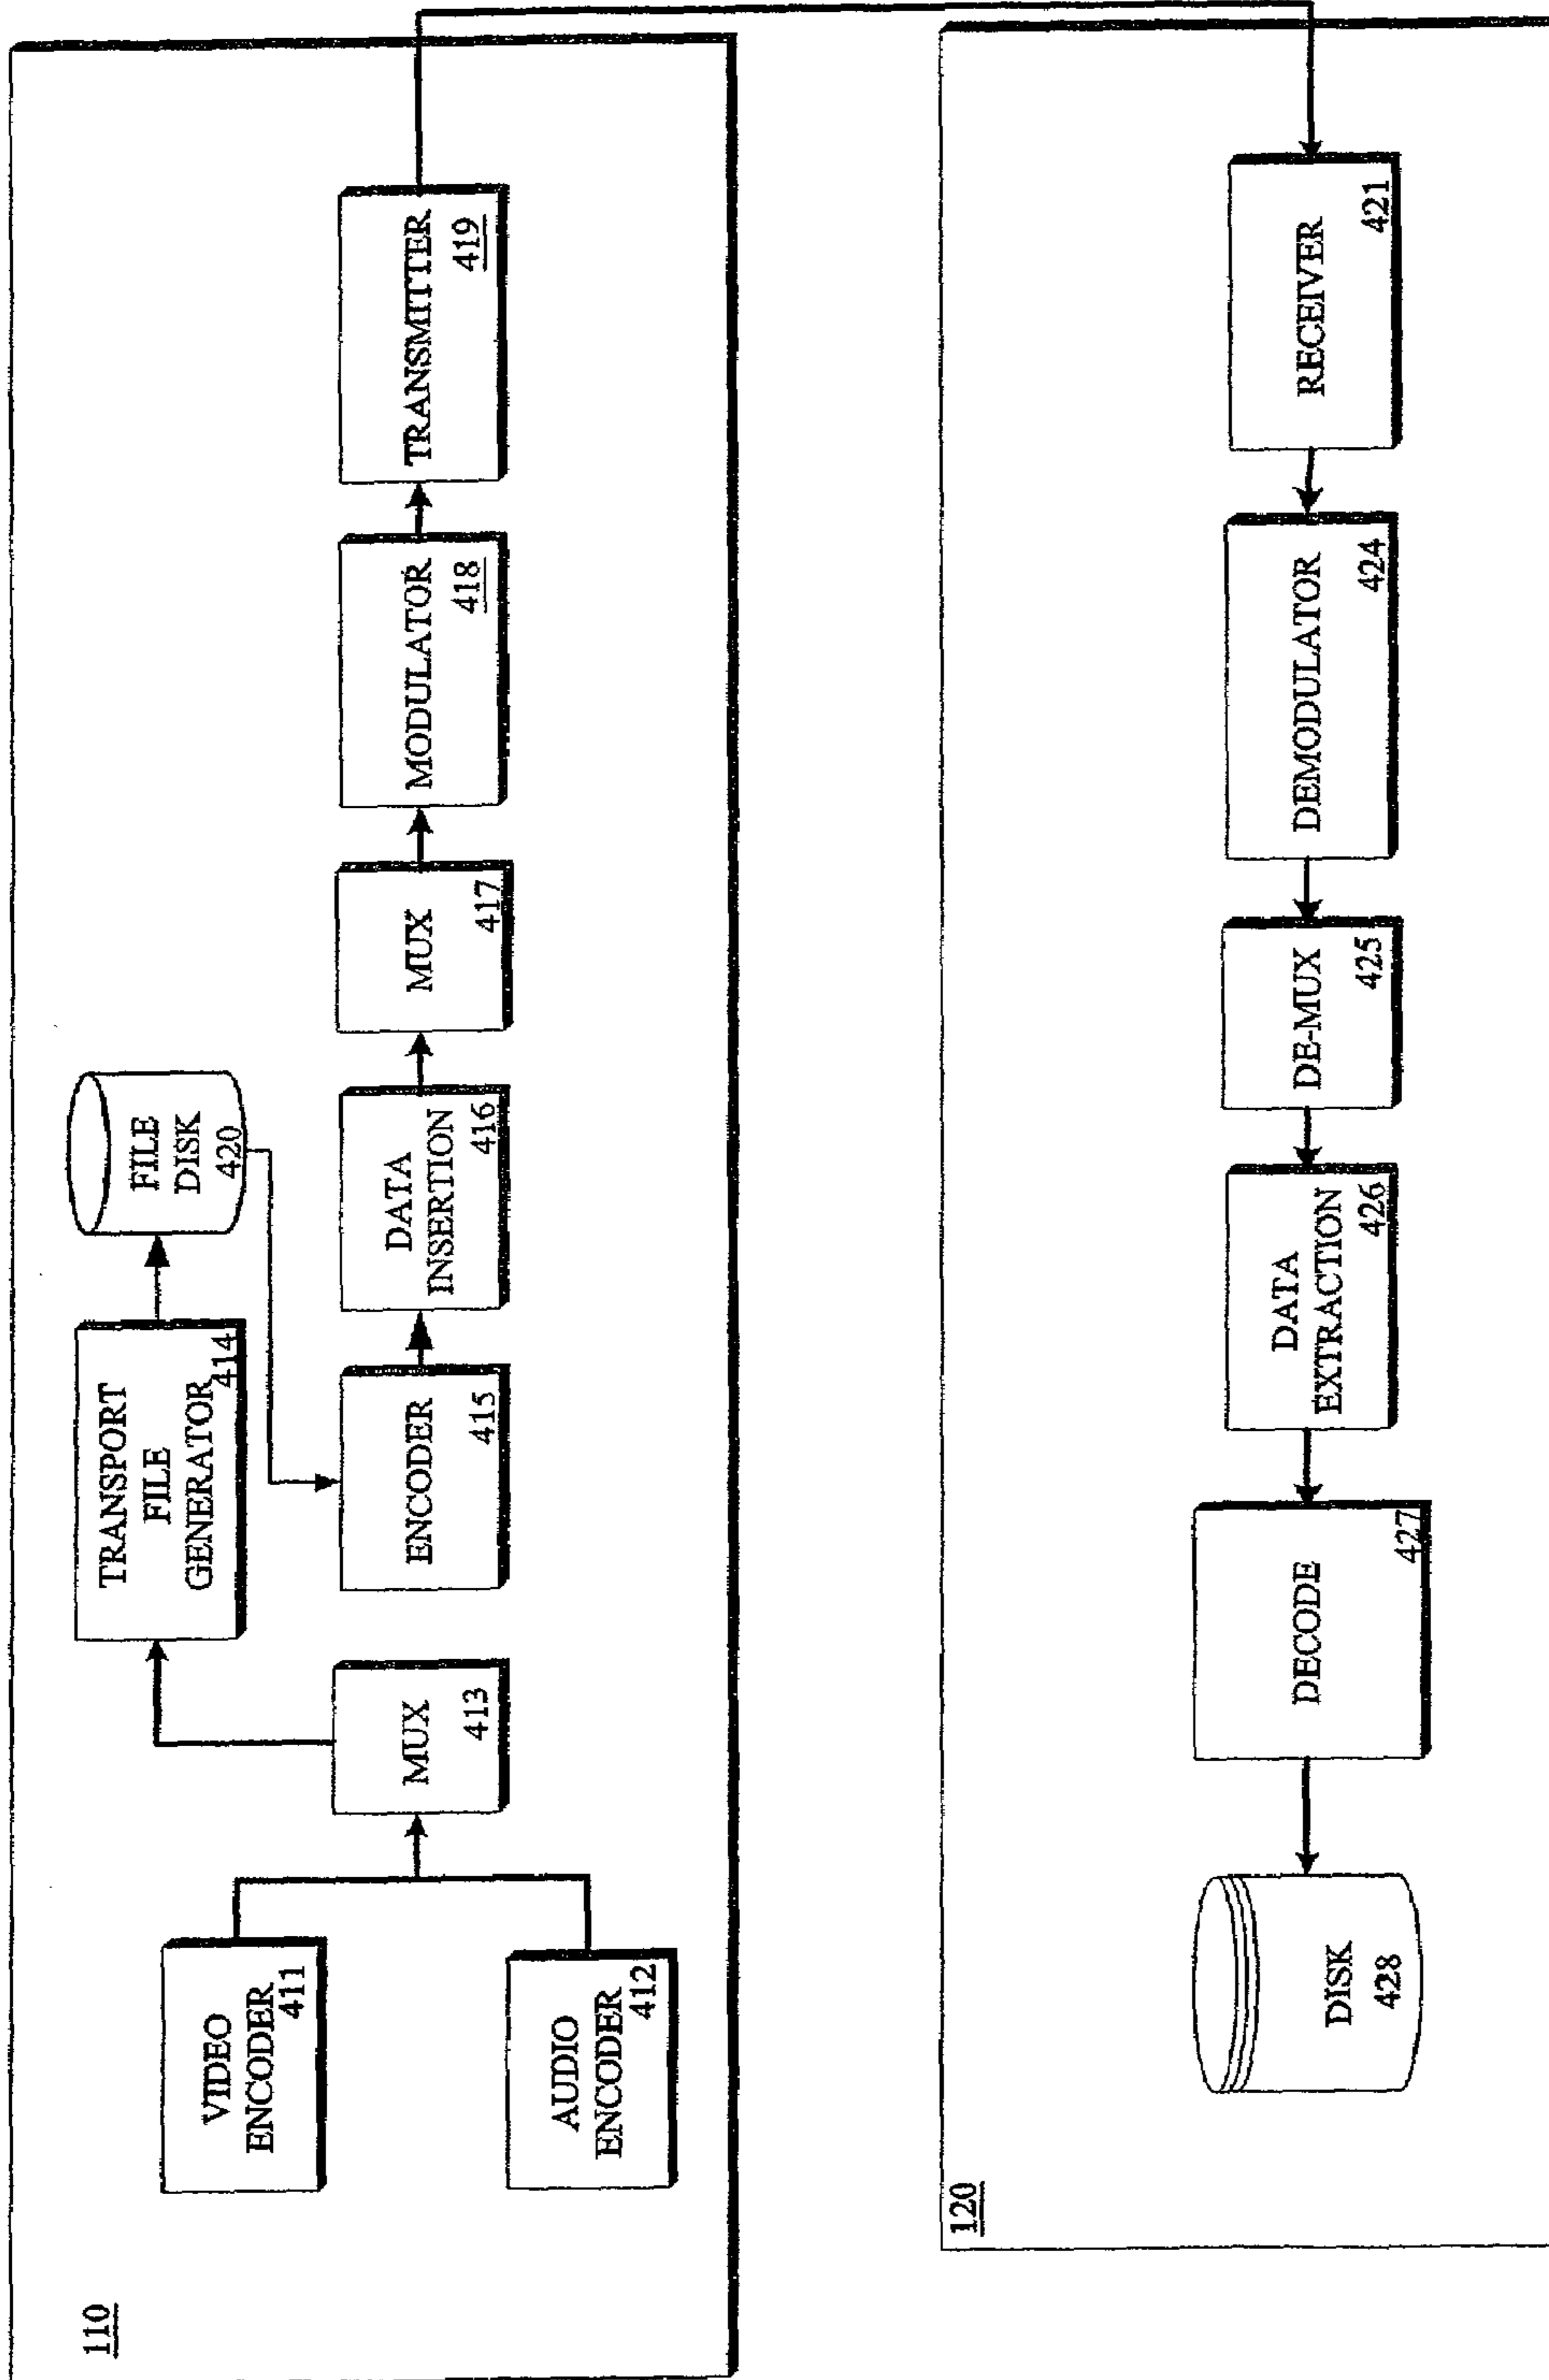 110
VIDEO
ENCODER
411
AUDIO
ENCODER
412
MUX
413
TRANSPORT
FILE
GENERATOR
414
FILE
DISK
420
ENCODER
415
DATA
INSERTION
416
MUX
417
MODULATOR
418
TRANSMITTER
419
120
RECEIVER
421
DEMODULATOR
424
DE-MUX
425
DATA
EXTRACTION
426
DECODE
427
DISK
428